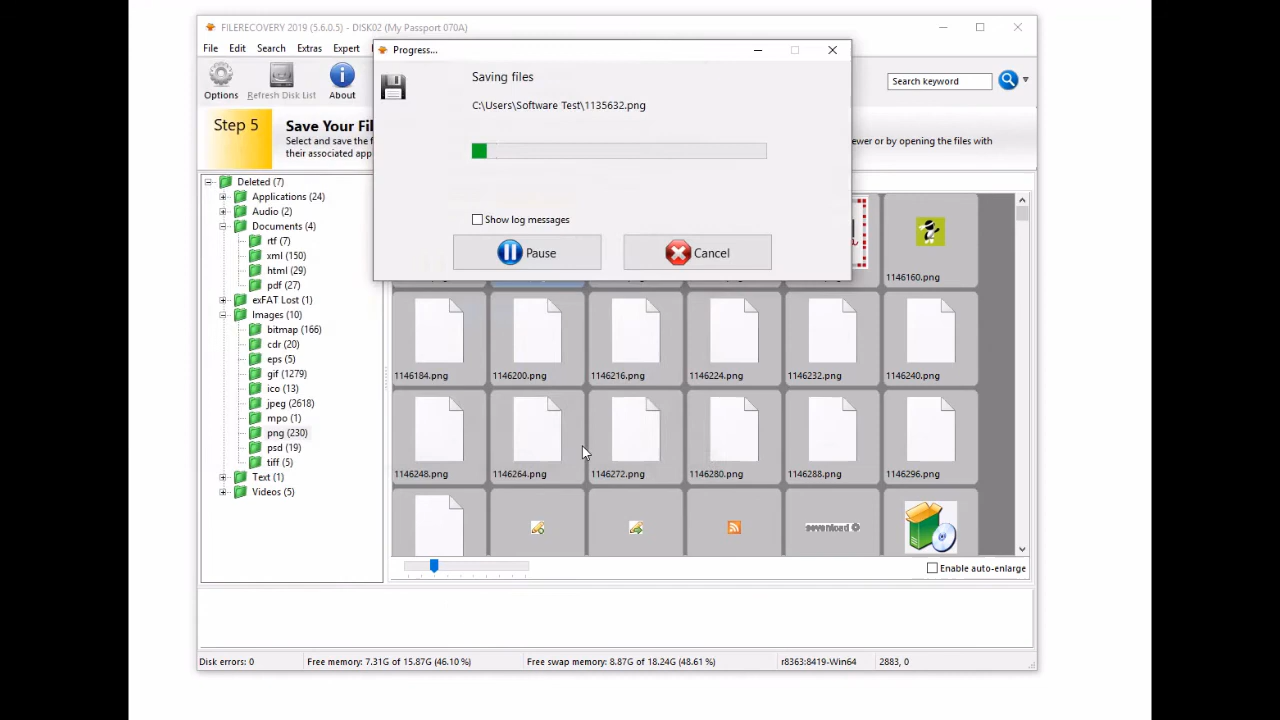 FILERECOVERY 2019 (5.6.0.5) - DISK02 (My Passport 070A)
File Edit Search Extras Expert
Options Refresh Disk List About
Search keyword
Progress...
Saving files
C:\Users\Software Test\1135632.png
Show log messages
Pause Cancel
Step 5
Save Your Fil
Select and save the f
ewer or by opening the files with
their associated app
Deleted (7)
Applications (24)
Audio (2)
Documents (4)
rtf (7)
xml (150)
html (29)
pdf (27)
exFAT Lost (1)
Images (10)
bitmap (166)
cdr (20)
eps (5)
gif (1279)
ico (13)
jpeg (2618)
mpo (1)
png (230)
psd (19)
tiff (5)
Text (1)
Videos (5)
1146160.png
1146184.png 1146200.png 1146216.png 1146224.png 1146232.png 1146240.png
1146248.png 1146264.png 1146272.png 1146280.png 1146288.png 1146296.png
sevenload
Enable auto-enlarge
Disk errors: 0 Free memory: 7.31G of 15.87G (46.10 %) Free swap memory: 8.87G of 18.24G (48.61 %) r8363:8419-Win64 2883, 0